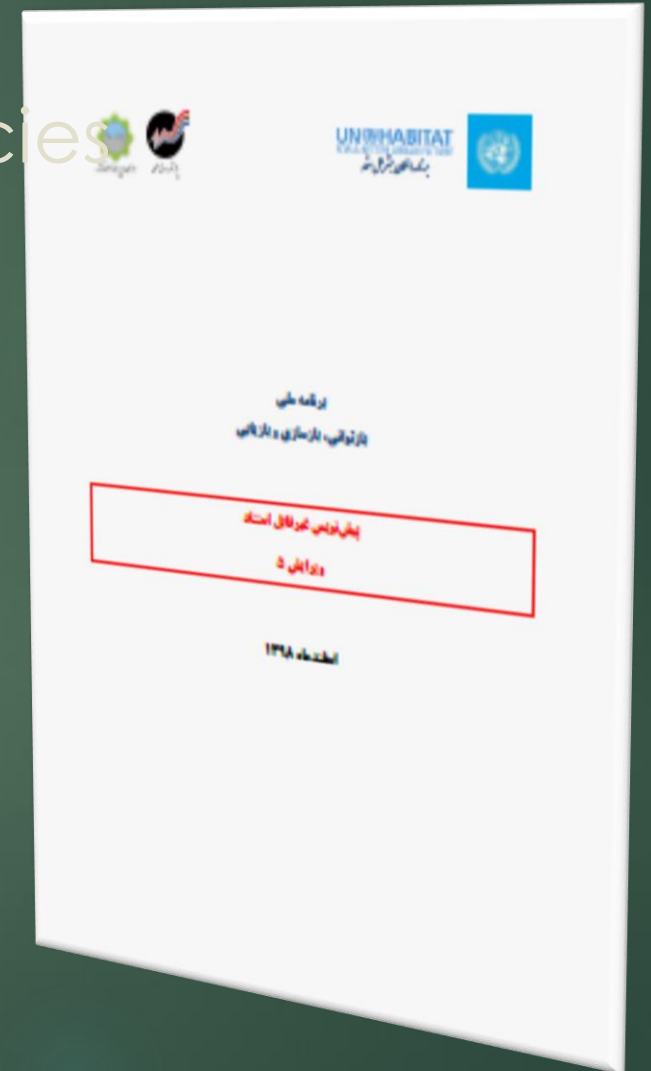 cies
UN HABITAT
برنامه ملی
بازتوانی، بازسازی و بازیابی
پیش‌نویس غیرقابل استناد
ویرایش ۵
اسفندماه ۱۳۹۸